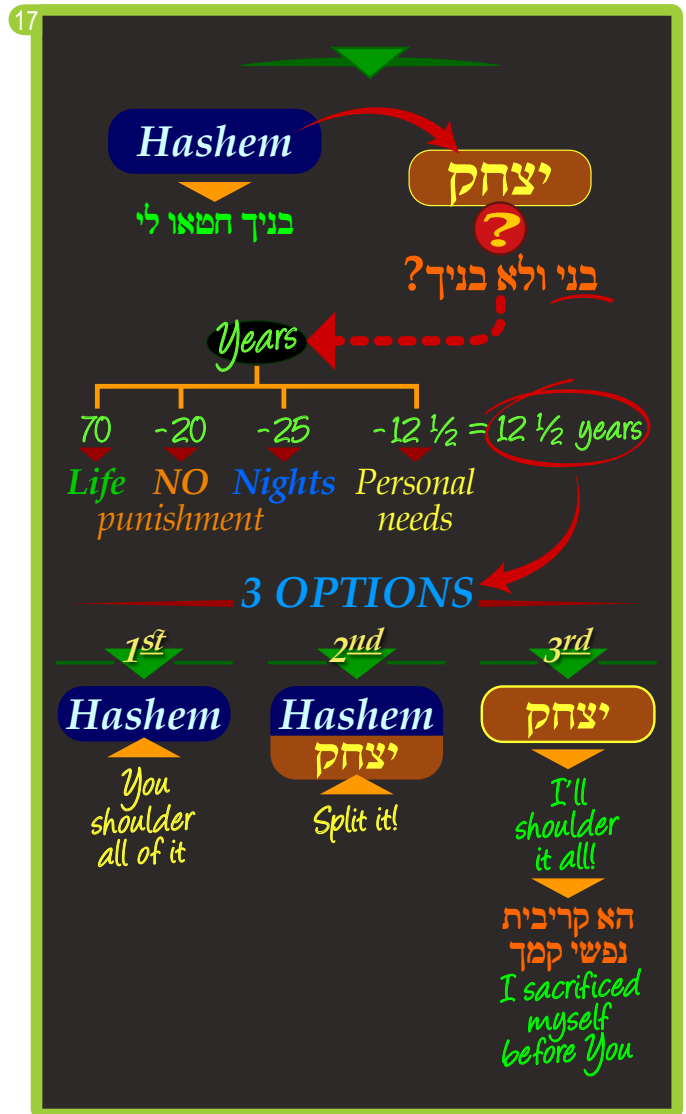 17
Hashem
יצחק
?
בניך חטאו לי
בני ולא בניך?
Years
70 -20 -25 -12 ½ = 12 ½ years
Life NO Nights Personal
punishment needs
3 OPTIONS
1st 2nd 3rd
Hashem Hashem יצחק
יצחק
You
shoulder
all of it
Split it!
I'll
shoulder
it all!
הא קריבית
נפשי קמך
I sacrificed
myself
before You